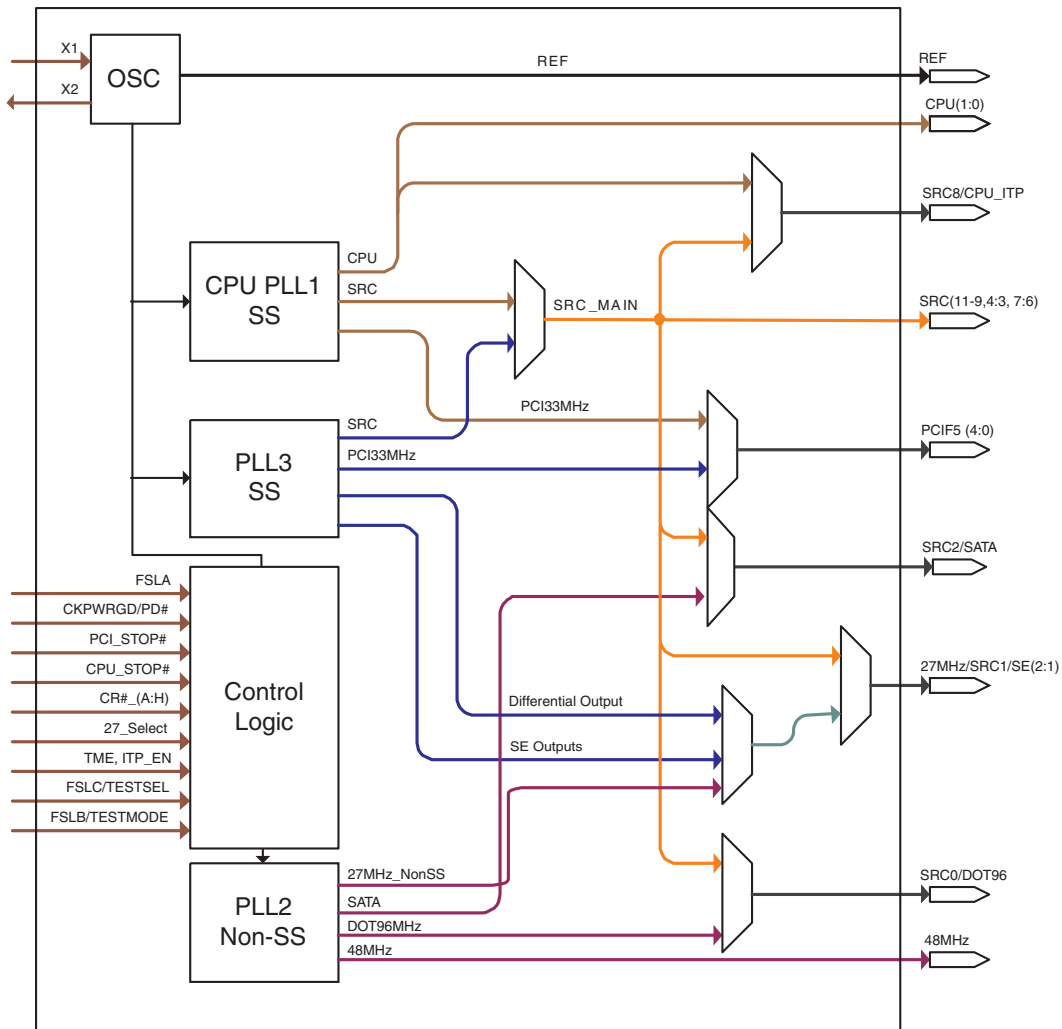 X1
X2
OSC
REF
REF
CPU(1:0)
SRC8/CPU_ITP
CPU PLL1
SS
CPU
SRC
SRC_MAIN
SRC(11-9,4:3, 7:6)
PCI33MHz
PCIF5 (4:0)
PLL3
SS
SRC
PCI33MHz
SRC2/SATA
FSLA
CKPWRGD/PD#
PCI_STOP#
CPU_STOP#
CR#_(A:H)
27_Select
TME, ITP_EN
FSLC/TESTSEL
FSLB/TESTMODE
Control
Logic
Differential Output
SE Outputs
27MHz/SRC1/SE(2:1)
PLL2
Non-SS
27MHz_NonSS
SATA
DOT96MHz
48MHz
SRC0/DOT96
48MHz